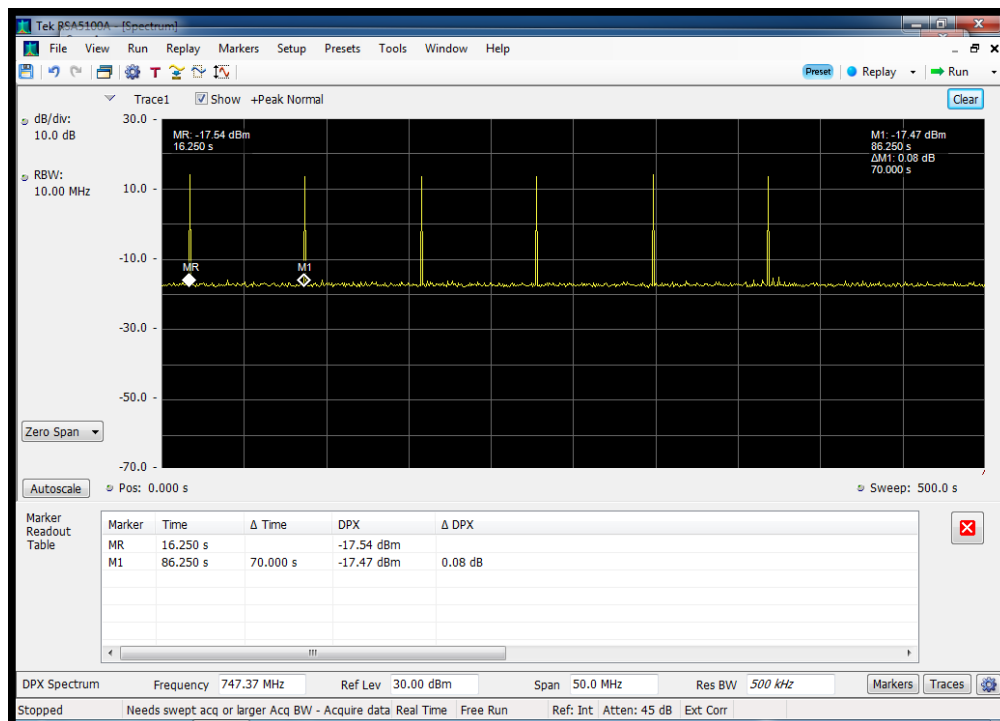 Tek RSA5100A - [Spectrum]
File View Run Replay Markers Setup Presets Tools Window Help
T Preset Replay Run
Trace1 Show +Peak Normal Clear
dB/div:
10.0 dB
RBW:
10.00 MHz
30.0 -
10.0 -
-10.0 -
-30.0 -
-50.0 -
-70.0 -
MR: -17.54 dBm
16.250 s
M1: -17.47 dBm
86.250 s
ΔM1: 0.08 dB
70.000 s
MR M1
Zero Span
Autoscale Pos: 0.000 s Sweep: 500.0 s
Marker
Readout
Table
Marker Time Δ Time DPX Δ DPX
MR 16.250 s -17.54 dBm
M1 86.250 s 70.000 s -17.47 dBm 0.08 dB
DPX Spectrum Frequency 747.37 MHz Ref Lev 30.00 dBm Span 50.0 MHz Res BW 500 kHz Markers Traces
Stopped Needs swept acq or larger Acq BW - Acquire data Real Time Free Run Ref: Int Atten: 45 dB Ext Corr